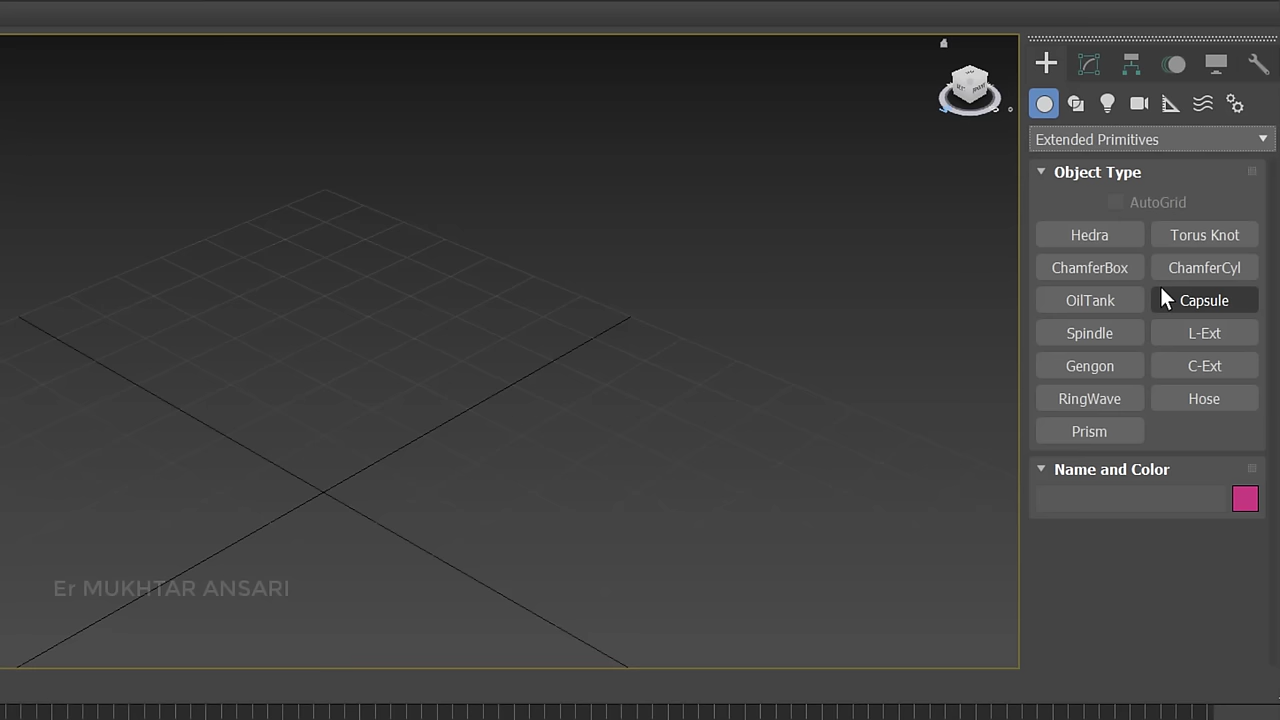 Extended Primitives
Object Type
AutoGrid
Hedra
Torus Knot
ChamferBox
ChamferCyl
OilTank
Capsule
Spindle
L-Ext
Gengon
C-Ext
RingWave
Hose
Prism
Name and Color
Er MUKHTAR ANSARI